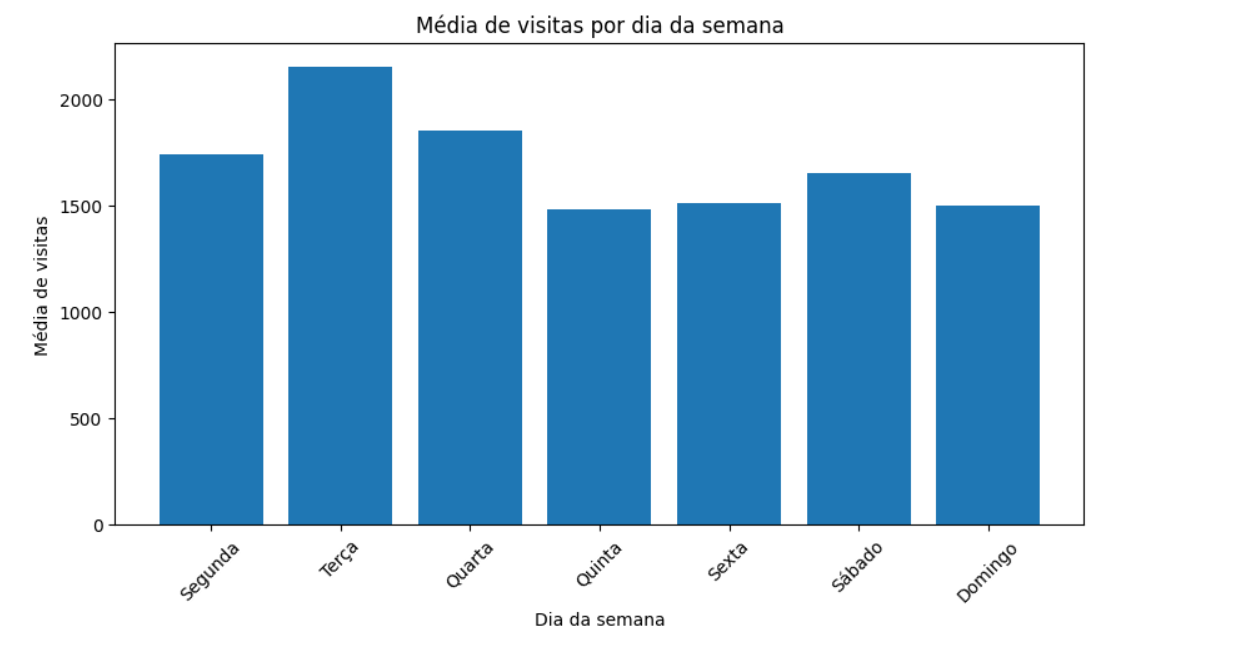 Média de visitas por dia da semana
Média de visitas
2000
1500
1000
500
0
Segunda
Terça
Quarta
Quinta
Sexta
Sábado
Domingo
Dia da semana